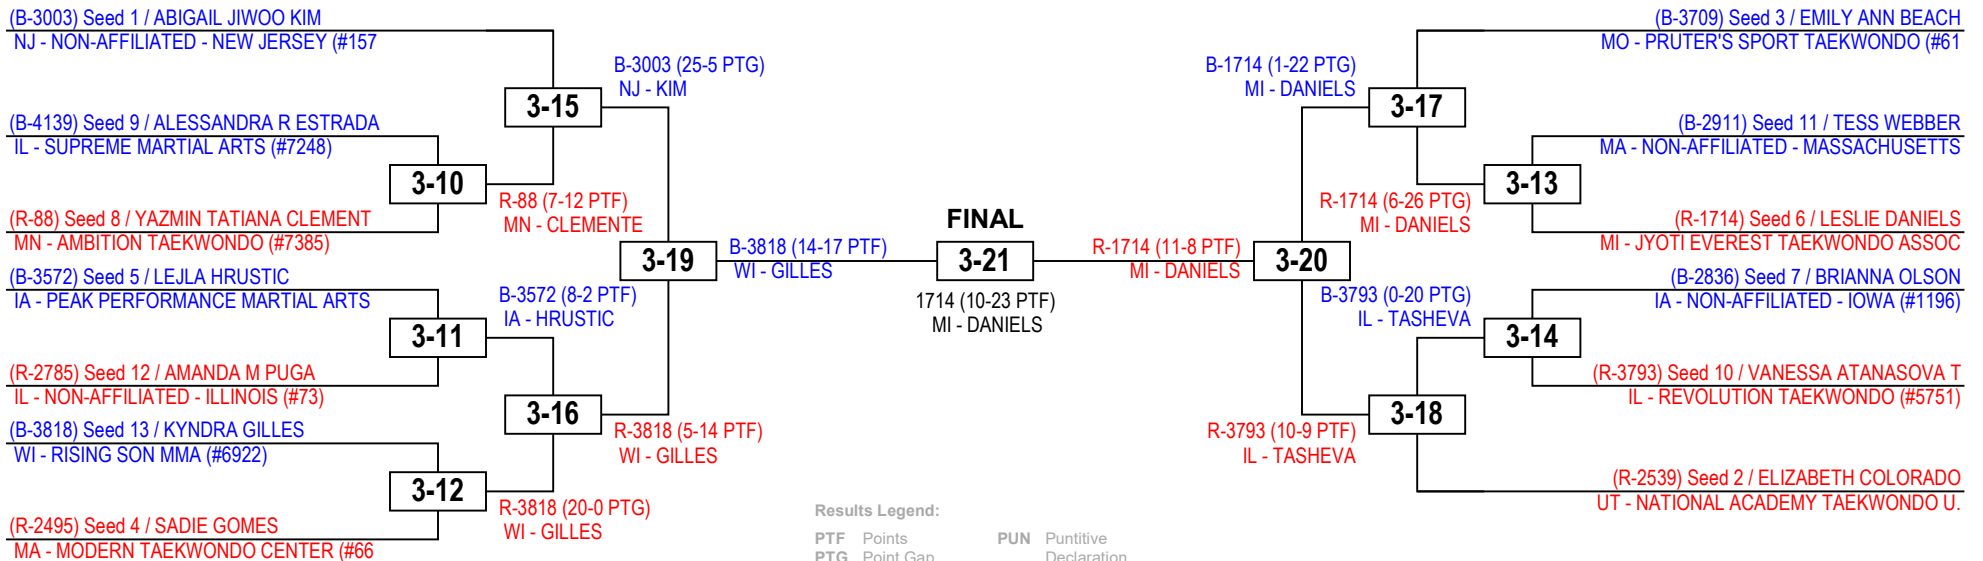 (B-3003) Seed 1 / ABIGAIL JIWOO KIM
NJ - NON-AFFILIATED - NEW JERSEY (#157
(B-4139) Seed 9 / ALESSANDRA R ESTRADA
IL - SUPREME MARTIAL ARTS (#7248)
(R-88) Seed 8 / YAZMIN TATIANA CLEMENT
MN - AMBITION TAEKWONDO (#7385)
(B-3572) Seed 5 / LEJLA HRUSTIC
IA - PEAK PERFORMANCE MARTIAL ARTS
(R-2785) Seed 12 / AMANDA M PUGA
IL - NON-AFFILIATED - ILLINOIS (#73)
(B-3818) Seed 13 / KYNDRA GILLES
WI - RISING SON MMA (#6922)
(R-2495) Seed 4 / SADIE GOMES
MA - MODERN TAEKWONDO CENTER (#66
3-10
3-11
3-12
B-3003 (25-5 PTG)
NJ - KIM
3-15
R-88 (7-12 PTF)
MN - CLEMENTE
B-3572 (8-2 PTF)
IA - HRUSTIC
3-16
R-3818 (20-0 PTG)
WI - GILLES
3-19
R-3818 (5-14 PTF)
WI - GILLES
B-3818 (14-17 PTF)
WI - GILLES
FINAL
3-21
1714 (10-23 PTF)
MI - DANIELS
R-1714 (11-8 PTF)
MI - DANIELS
3-20
B-1714 (1-22 PTG)
MI - DANIELS
3-17
R-1714 (6-26 PTG)
MI - DANIELS
B-3793 (0-20 PTG)
IL - TASHEVA
3-18
R-3793 (10-9 PTF)
IL - TASHEVA
3-13
3-14
(B-3709) Seed 3 / EMILY ANN BEACH
MO - PRUTER'S SPORT TAEKWONDO (#61
(B-2911) Seed 11 / TESS WEBBER
MA - NON-AFFILIATED - MASSACHUSETTS
(R-1714) Seed 6 / LESLIE DANIELS
MI - JYOTI EVEREST TAEKWONDO ASSOC
(B-2836) Seed 7 / BRIANNA OLSON
IA - NON-AFFILIATED - IOWA (#1196)
(R-3793) Seed 10 / VANESSA ATANASOVA T
IL - REVOLUTION TAEKWONDO (#5751)
(R-2539) Seed 2 / ELIZABETH COLORADO
UT - NATIONAL ACADEMY TAEKWONDO U.
Results Legend:
PTF Points PUN Puntitive
PTG Point Gap Declaration